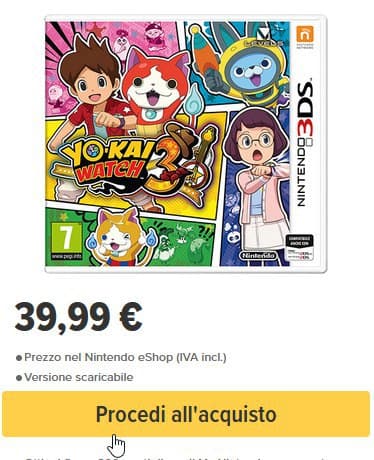 LEVEL5
NINTENDO 3DS
YO-KAI
WATCH 3
7
www.pegi.info
Nintendo
39,99 €
●Prezzo nel Nintendo eShop (IVA incl.)
●Versione scaricabile
Procedi all'acquisto